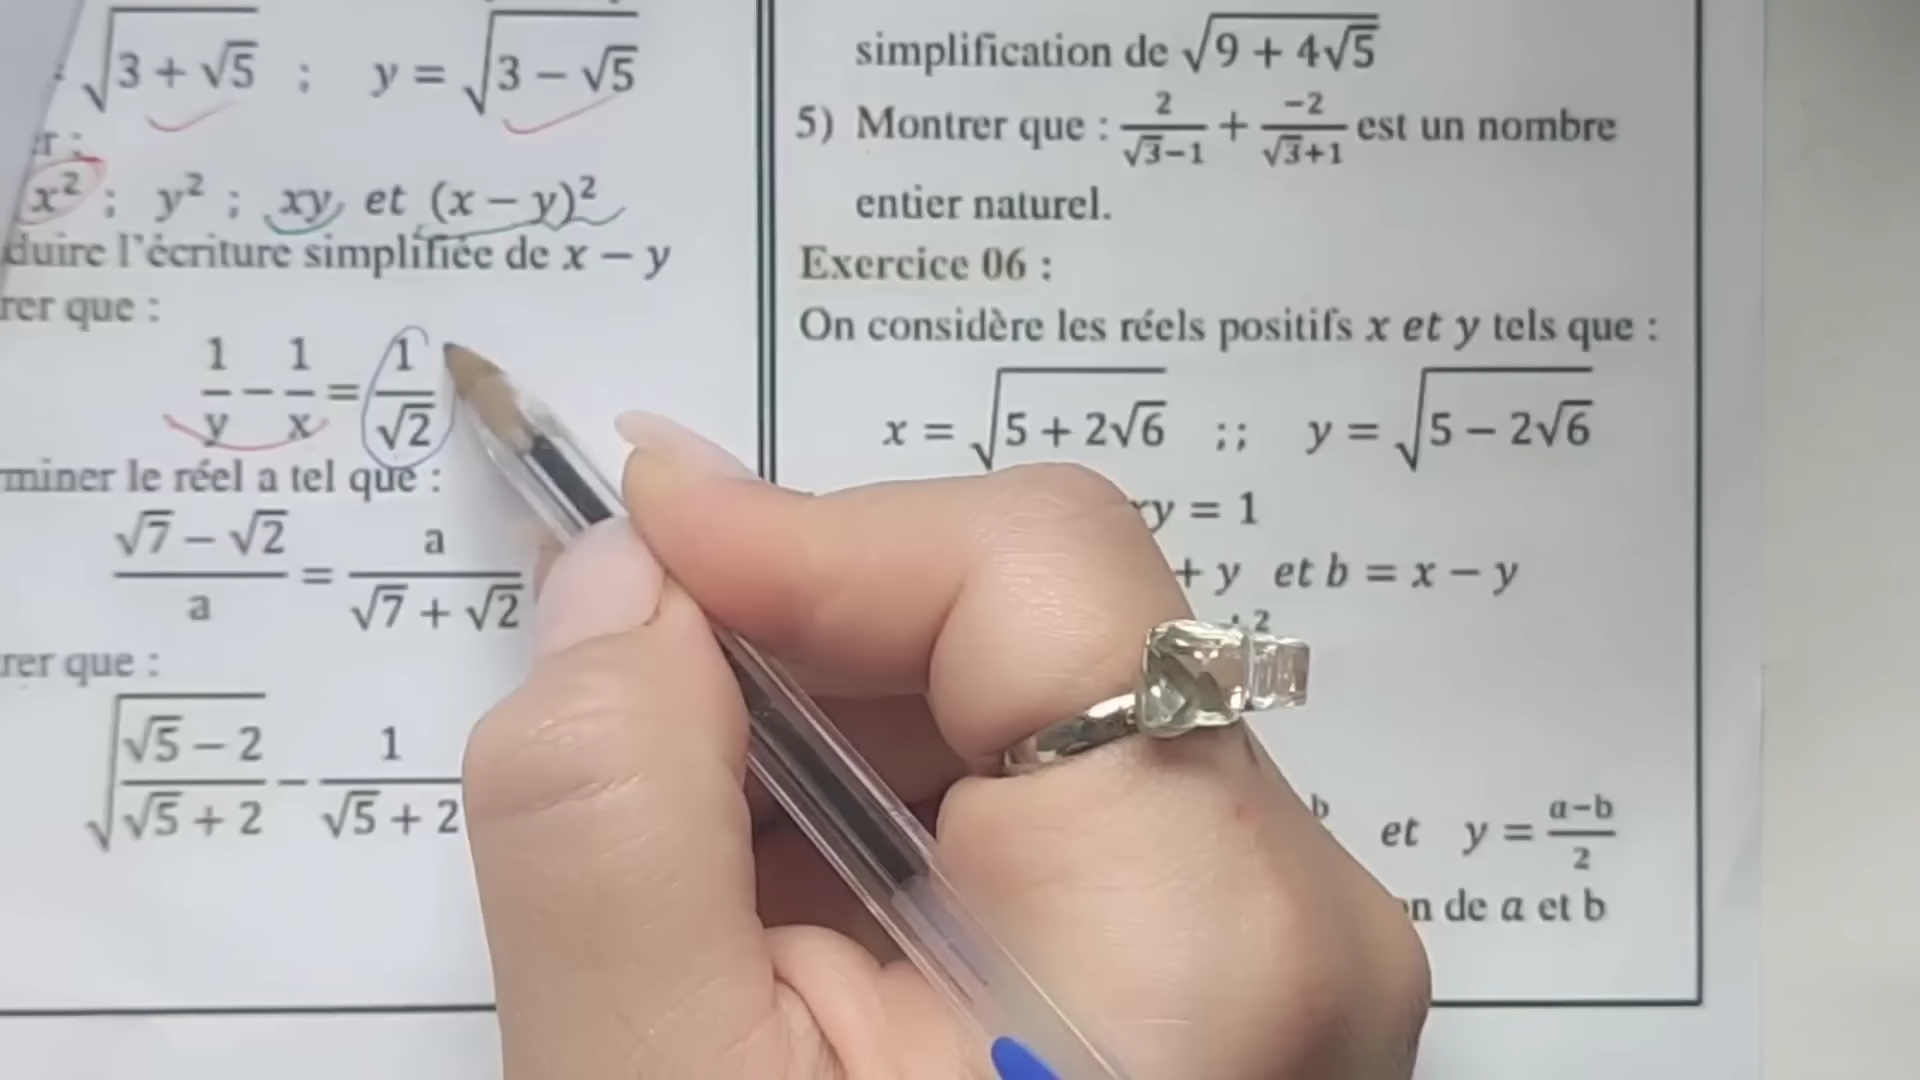 √(3 + √5) ; y = √(3 − √5)
x² ; y² ; xy et (x − y)²
duire l'écriture simplifiée de x − y
rer que :
1/y − 1/x = 1/√2
miner le réel a tel que :
(√7 − √2)/a = a/(√7 + √2)
rer que :
√((√5 − 2)/(√5 + 2)) − 1/(√5 + 2)
simplification de √(9 + 4√5)
5) Montrer que : 2/(√3−1) + −2/(√3+1) est un nombre
entier naturel.
Exercice 06 :
On considère les réels positifs x et y tels que :
x = √(5 + 2√6) ;; y = √(5 − 2√6)
xy = 1
+ y et b = x − y
et y = (a−b)/2
de a et b